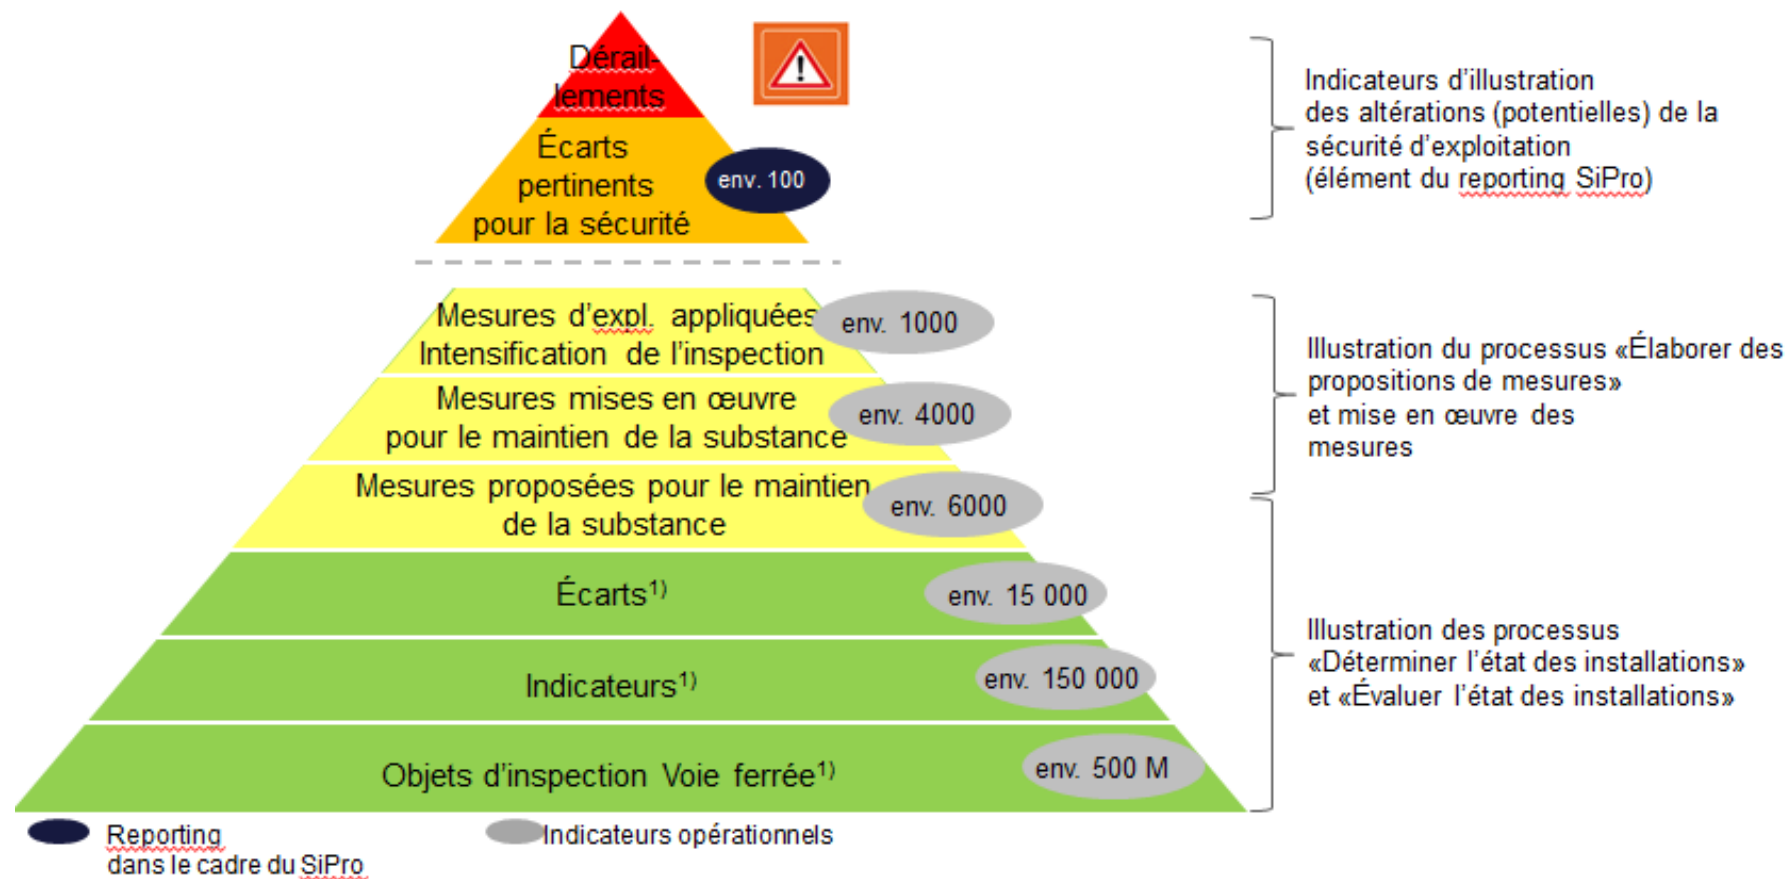 Dérail-
lements
Écarts
pertinents
pour la sécurité
env. 100
Indicateurs d’illustration
des altérations (potentielles) de la
sécurité d’exploitation
(élément du reporting SiPro)
Mesures d’expl. appliquées
Intensification de l’inspection
env. 1000
Mesures mises en œuvre
pour le maintien de la substance
env. 4000
Mesures proposées pour le maintien
de la substance
env. 6000
Illustration du processus «Élaborer des
propositions de mesures»
et mise en œuvre des
mesures
Écarts1)
env. 15 000
Indicateurs1)
env. 150 000
Objets d’inspection Voie ferrée1)
env. 500 M
Illustration des processus
«Déterminer l’état des installations»
et «Évaluer l’état des installations»
Reporting
dans le cadre du SiPro
Indicateurs opérationnels